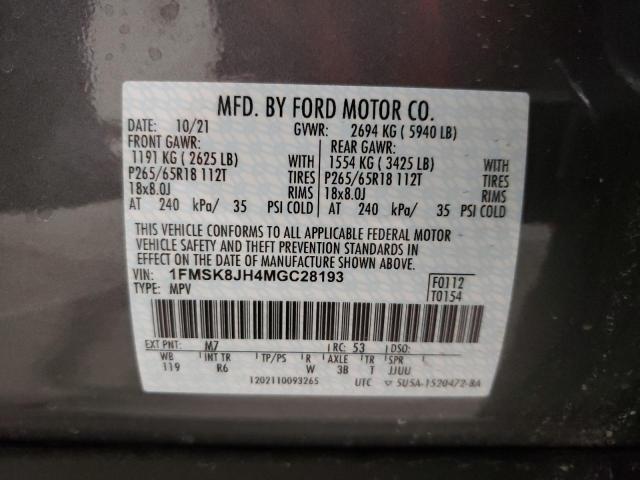 MFD. BY FORD MOTOR CO.
DATE: 10/21 GVWR: 2694 KG ( 5940 LB)
FRONT GAWR: REAR GAWR:
1191 KG ( 2625 LB) WITH 1554 KG ( 3425 LB) WITH
P265/65R18 112T TIRES P265/65R18 112T TIRES
18x8.0J RIMS 18x8.0J RIMS
AT 240 kPa/ 35 PSI COLD AT 240 kPa/ 35 PSI COLD
THIS VEHICLE CONFORMS TO ALL APPLICABLE FEDERAL MOTOR
VEHICLE SAFETY AND THEFT PREVENTION STANDARDS IN
EFFECT ON THE DATE OF MANUFACTURE SHOWN ABOVE.
VIN: 1FMSK8JH4MGC28193 F0112
TYPE: MPV T0154
EXT PNT: M7 RC: 53 DSO:
WB INT TR TP/PS R AXLE TR SPR
119 R6 W 3B T JJUU
1202110093265 UTC 5U5A-1520472-BA